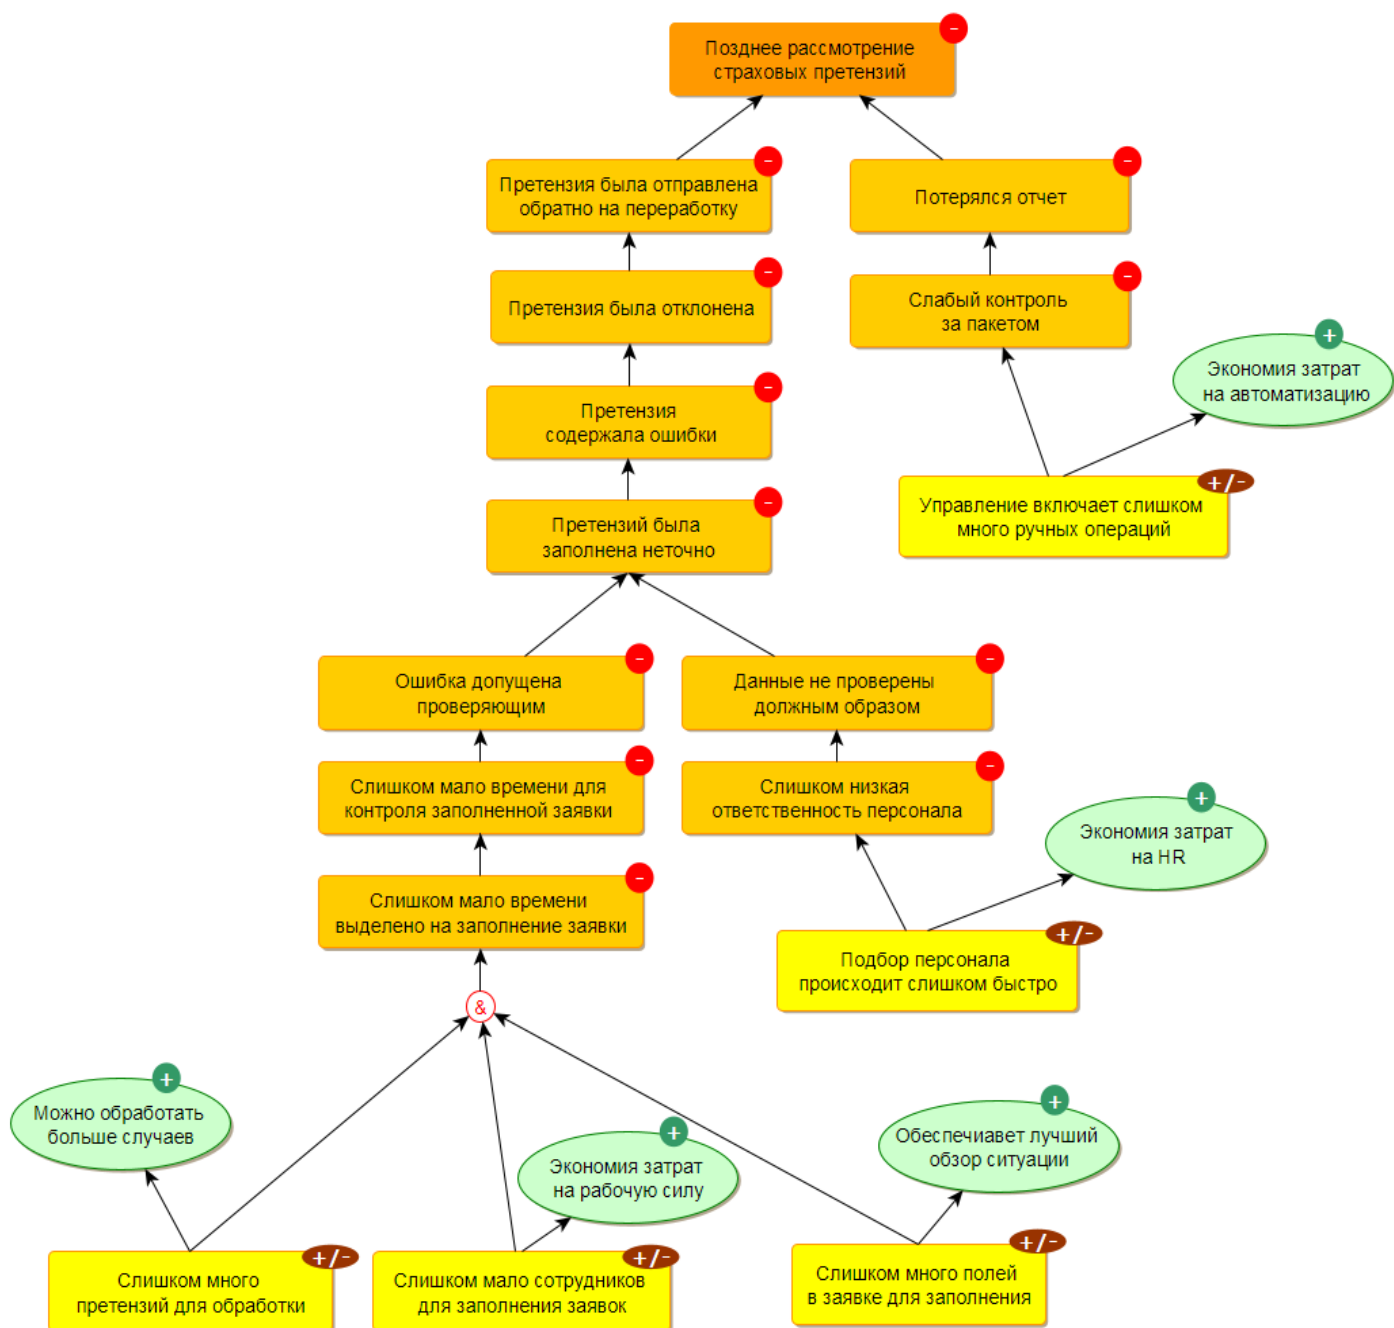 -
Позднее рассмотрение
страховых претензий
-
Претензия была отправлена
обратно на переработку
-
Потерялся отчет
-
Претензия была отклонена
-
Слабый контроль
за пакетом
+
Экономия затрат
на автоматизацию
-
Претензия
содержала ошибки
+/-
Управление включает слишком
много ручных операций
-
Претензий была
заполнена неточно
-
Ошибка допущена
проверяющим
-
Данные не проверены
должным образом
-
Слишком мало времени для
контроля заполненной заявки
-
Слишком низкая
ответственность персонала
+
Экономия затрат
на HR
-
Слишком мало времени
выделено на заполнение заявки
+/-
Подбор персонала
происходит слишком быстро
&
+
Можно обработать
больше случаев
+
Экономия затрат
на рабочую силу
+
Обеспечиавет лучший
обзор ситуации
+/-
Слишком много
претензий для обработки
+/-
Слишком мало сотрудников
для заполнения заявок
+/-
Слишком много полей
в заявке для заполнения